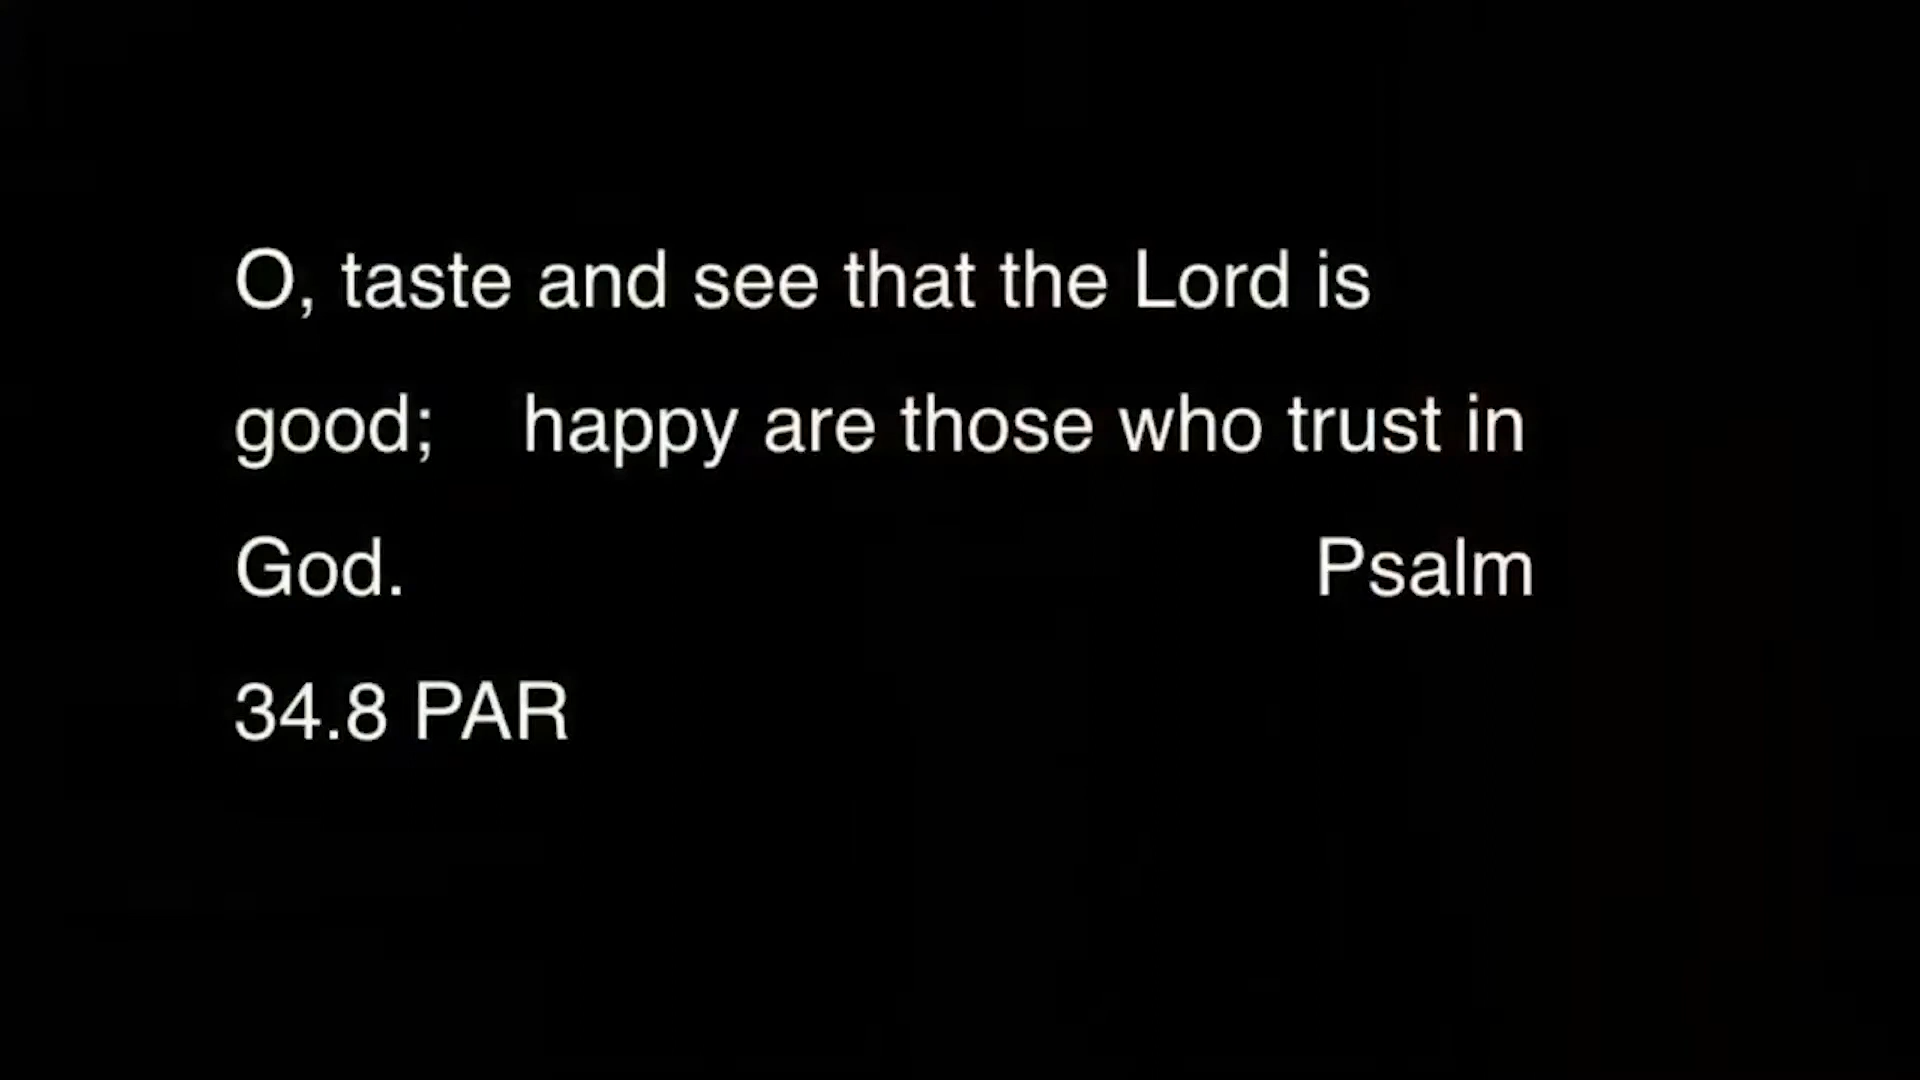 O, taste and see that the Lord is
good; happy are those who trust in
God. Psalm
34.8 PAR